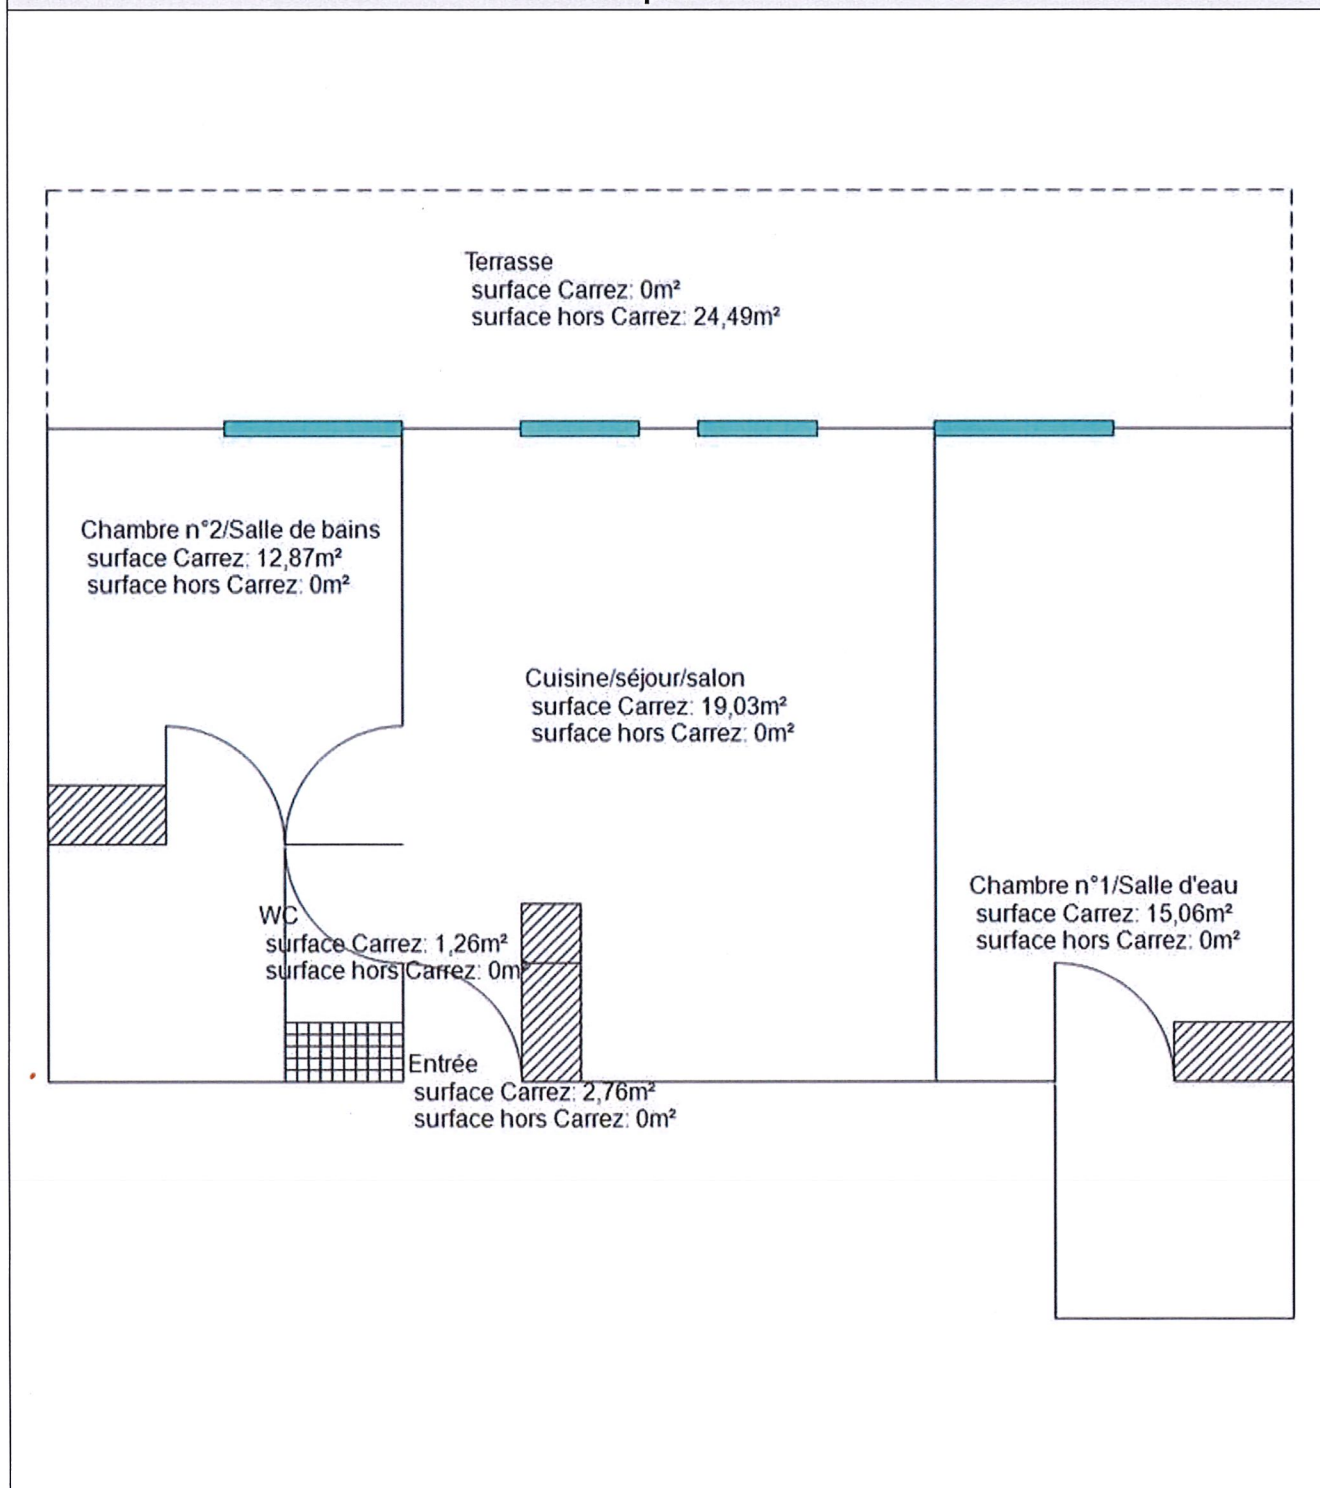 Terrasse
surface Carrez: 0m²
surface hors Carrez: 24,49m²
Chambre n°2/Salle de bains
surface Carrez: 12,87m²
surface hors Carrez: 0m²
Cuisine/séjour/salon
surface Carrez: 19,03m²
surface hors Carrez: 0m²
Chambre n°1/Salle d'eau
surface Carrez: 15,06m²
surface hors Carrez: 0m²
WC
surface Carrez: 1,26m²
surface hors Carrez: 0m²
Entrée
surface Carrez: 2,76m²
surface hors Carrez: 0m²